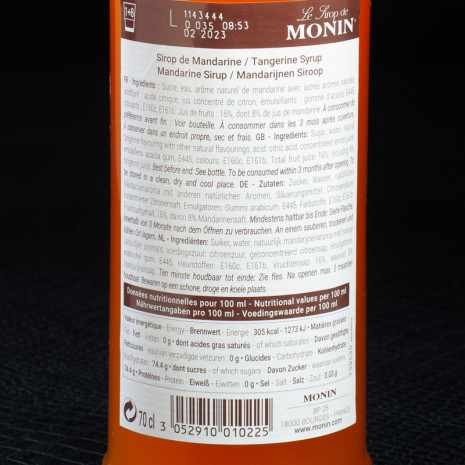 1+8
L 1143444
0 035 08:53
02 2023
Le Sirop de
MONIN®
Sirop de Mandarine / Tangerine Syrup
Mandarine Sirup / Mandarijnen Siroop
FR - Ingrédients : Sucre, eau, arôme naturel de mandarine avec autres arômes naturels,
acidifiant : acide citrique, jus concentré de citron, émulsifiants : gomme d'acacia, E445,
colorants: E160c, E161b. Jus de fruits : 16%, dont 8% de jus de mandarine. À consommer de
préférence avant fin : Voir bouteille. À consommer dans les 3 mois après ouverture.
À conserver dans un endroit propre, sec et frais. GB - Ingredients: Sugar, water, natural
tangerine flavouring with other natural flavourings, acid: citric acid, concentrated lemon juice,
emulsifiers: acacia gum, E445, colours: E160c, E161b. Total fruit juice: 16%, including 8%
tangerine juice. Best before end: See bottle. To be consumed within 3 months after opening. To
be stored in a clean, dry and cool place. DE - Zutaten: Zucker, Wasser, natürliches
Mandarinenaroma mit anderen natürlichen Aromen, Säuerungsmittel: Citronensäure,
konzentrierter Zitronensaft, Emulgatoren: Gummi arabicum, E445, Farbstoffe: E160c, E161b.
Fruchtsaft: 16%, davon 8% Mandarinensaft. Mindestens haltbar bis Ende: Siehe Flasche.
Innerhalb von 3 Monate nach dem Öffnen zu verbrauchen. An einem sauberen, trockenen und
kühlen Ort lagern. NL - Ingrediënten: Suiker, water, natuurlijk mandarijnenaroma met andere
natuurlijke aroma's, voedingszuur: citroenzuur, geconcentreerd citroensap, emulgatoren:
gom, E445, kleurstoffen: E160c, E161b. Vruchtensap: 16%, waarvan 8%
mandarijnensap. Ten minste houdbaar tot einde: Zie fles. Na openen max. 3 maanden
houdbaar. Bewaren op een schone, droge en koele plaats.
Données nutritionnelles pour 100 ml - Nutritional values per 100 ml
Nährwertangaben pro 100 ml - Voedingswaarde per 100 ml
Valeur énergétique - Energy - Brennwert : 305 kcal - 1273 kJ • Matières grasses
- Fat : 0 g dont acides gras saturés - of which saturates - Davon gesättigte
- waarvan verzadigde vetzuren : 0 g • Glucides - Carbohydrate - Kohlenhydrate -
: 74.4 g dont sucres - of which sugars - Davon Zucker - waarvan suikers :
74.4 g • Protéines - Protein - Eiweiß - Eiwitten : 0 g • Sel - Salt - Salz - Zout : 0.03 g
70 cl
3 052910 010225
MONIN
BP 25
18000 BOURGES - FRANCE
www.monin.com